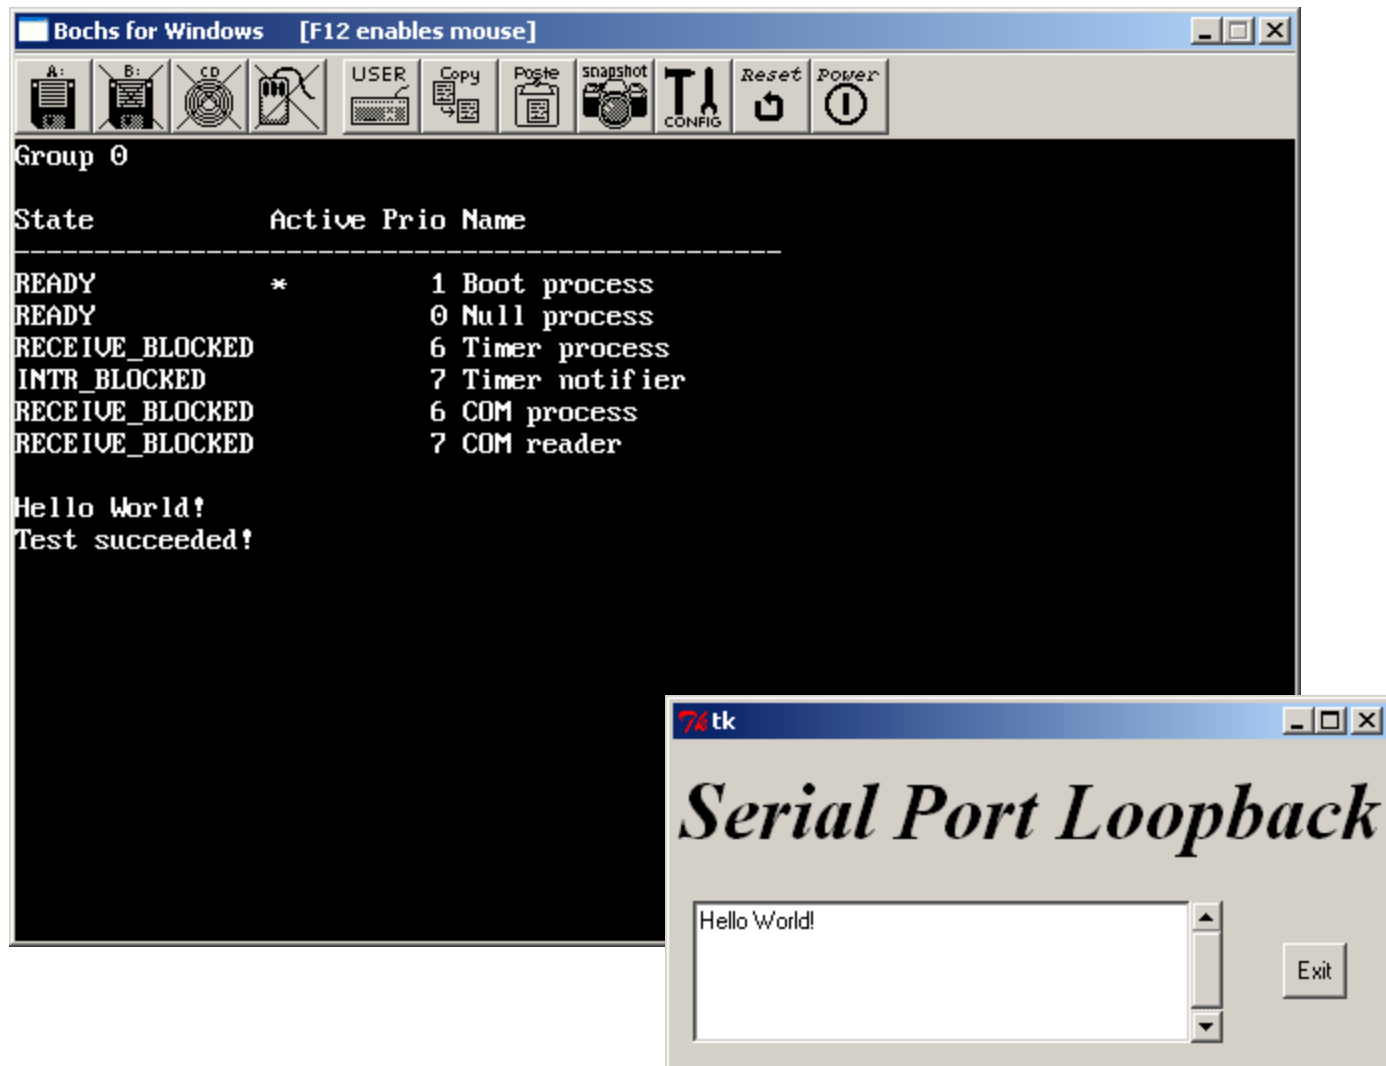 Bochs for Windows [F12 enables mouse]
A: B: CD USER Copy Paste snapshot CONFIG Reset Power
Group 0
State Active Prio Name
--------------------------------------------------
READY * 1 Boot process
READY 0 Null process
RECEIVE_BLOCKED 6 Timer process
INTR_BLOCKED 7 Timer notifier
RECEIVE_BLOCKED 6 COM process
RECEIVE_BLOCKED 7 COM reader
Hello World!
Test succeeded!
tk
Serial Port Loopback
Hello World!
Exit